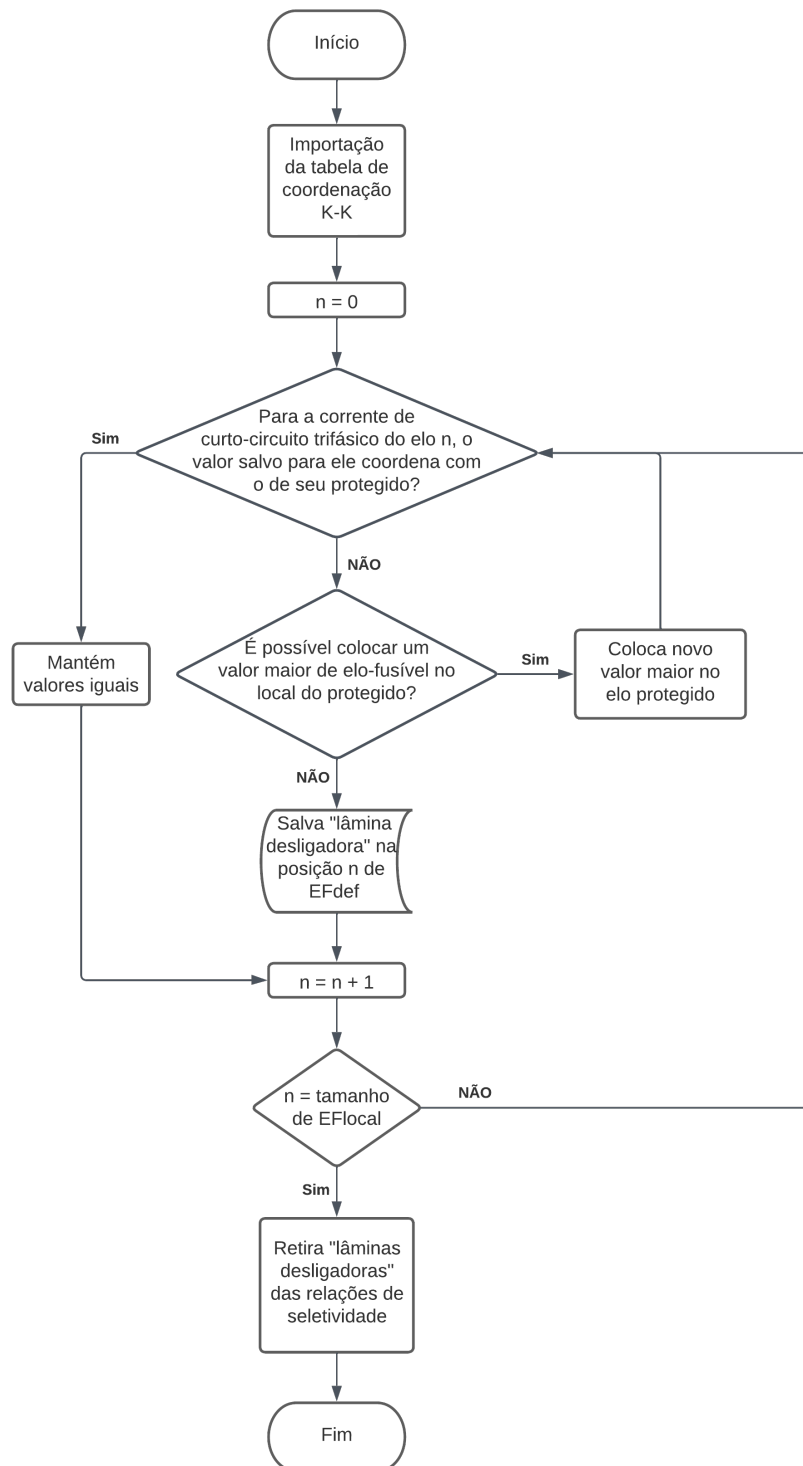 Início
Importação
da tabela de
coordenação
K-K
n = 0
Para a corrente de
curto-circuito trifásico do elo n, o
valor salvo para ele coordena com
o de seu protegido?
Sim
NÃO
É possível colocar um
valor maior de elo-fusível no
local do protegido?
Sim
Coloca novo
valor maior no
elo protegido
Mantém
valores iguais
NÃO
Salva "lâmina
desligadora" na
posição n de
EFdef
n = n + 1
n = tamanho
de EFlocal
NÃO
Sim
Retira "lâminas
desligadoras"
das relações de
seletividade
Fim